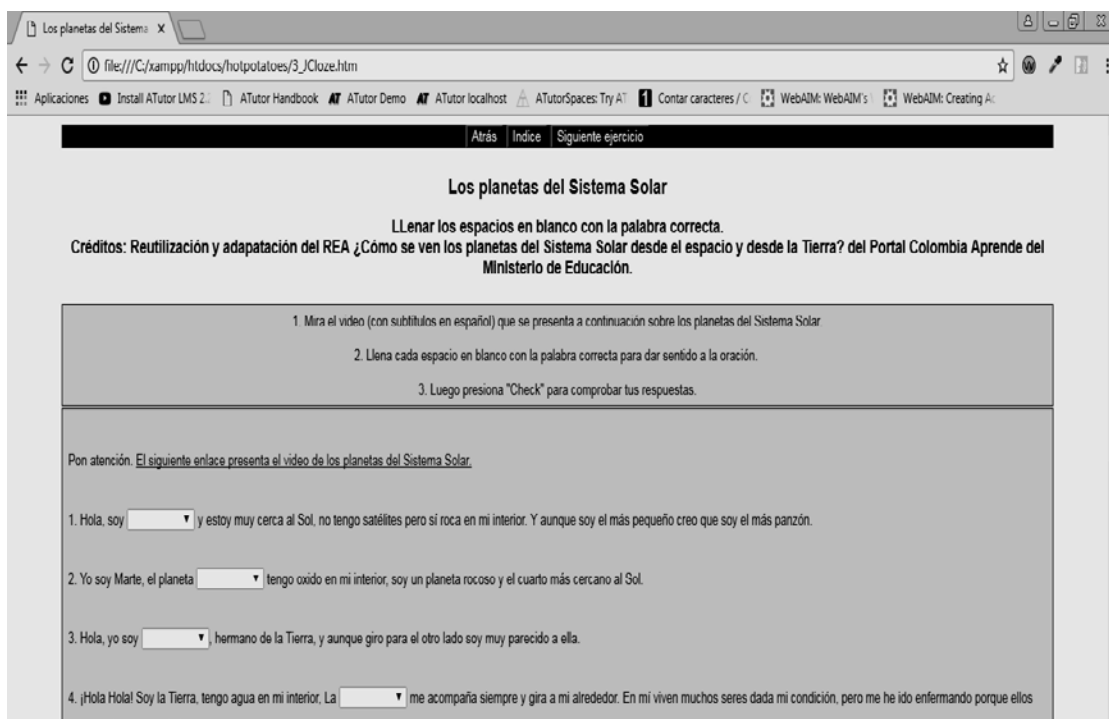 Los planetas del Sistema
file:///C:/xampp/htdocs/hotpotatoes/3_JCloze.htm
Aplicaciones Install ATutor LMS 2.2 ATutor Handbook AT ATutor Demo AT ATutor localhost ATutorSpaces: Try AT Contar caracteres / C WebAIM: WebAIM's WebAIM: Creating Ac
Atrás Indice Siguiente ejercicio
Los planetas del Sistema Solar
LLenar los espacios en blanco con la palabra correcta.
Créditos: Reutilización y adapatación del REA ¿Cómo se ven los planetas del Sistema Solar desde el espacio y desde la Tierra? del Portal Colombia Aprende del
Ministerio de Educación.
1. Mira el video (con subtítulos en español) que se presenta a continuación sobre los planetas del Sistema Solar.
2. Llena cada espacio en blanco con la palabra correcta para dar sentido a la oración.
3. Luego presiona "Check" para comprobar tus respuestas.
Pon atención. El siguiente enlace presenta el video de los planetas del Sistema Solar.
1. Hola, soy y estoy muy cerca al Sol, no tengo satélites pero sí roca en mi interior. Y aunque soy el más pequeño creo que soy el más panzón.
2. Yo soy Marte, el planeta tengo oxido en mi interior, soy un planeta rocoso y el cuarto más cercano al Sol.
3. Hola, yo soy , hermano de la Tierra, y aunque giro para el otro lado soy muy parecido a ella.
4. ¡Hola Hola! Soy la Tierra, tengo agua en mi interior, La me acompaña siempre y gira a mi alrededor. En mí viven muchos seres dada mi condición, pero me he ido enfermando porque ellos